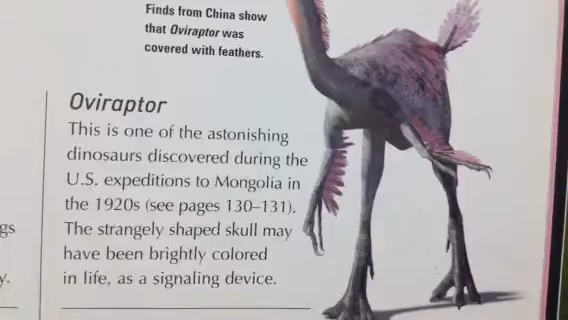 Finds from China show
that Oviraptor was
covered with feathers.
Oviraptor
This is one of the astonishing
dinosaurs discovered during the
U.S. expeditions to Mongolia in
the 1920s (see pages 130–131).
The strangely shaped skull may
have been brightly colored
in life, as a signaling device.
gs
y.